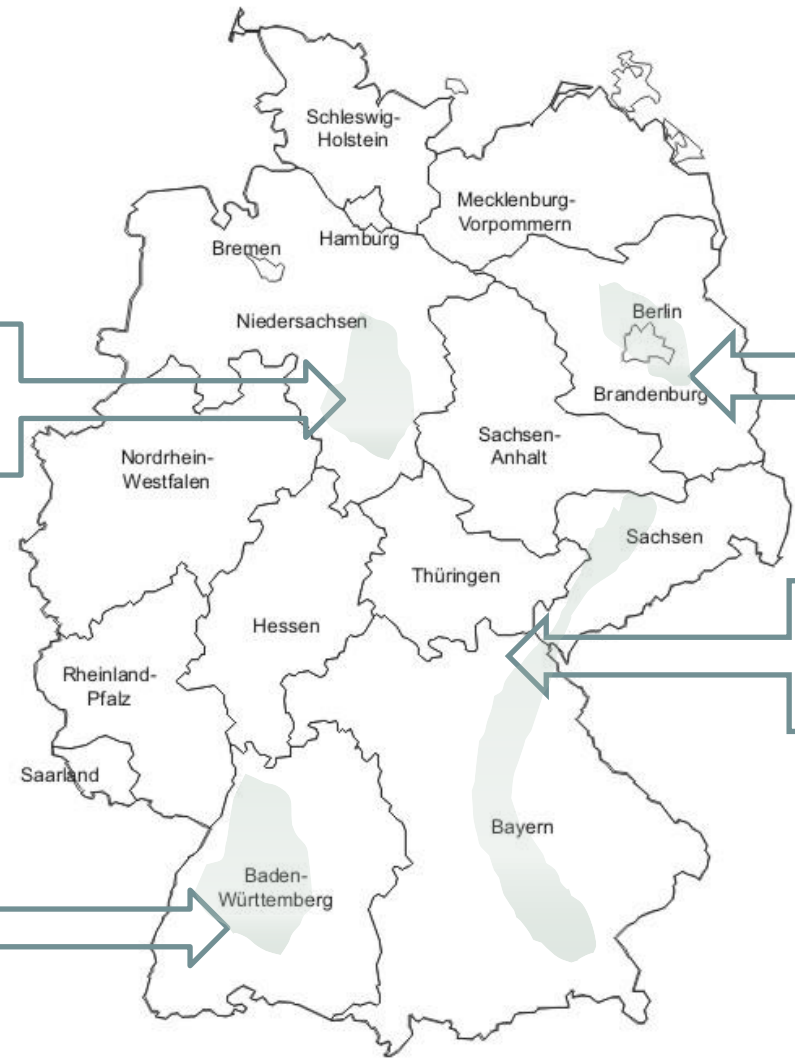 Schleswig-
Holstein
Mecklenburg-
Vorpommern
Hamburg
Bremen
Berlin
Niedersachsen
Brandenburg
Sachsen-
Anhalt
Nordrhein-
Westfalen
Sachsen
Thüringen
Hessen
Rheinland-
Pfalz
Saarland
Bayern
Baden-
Württemberg